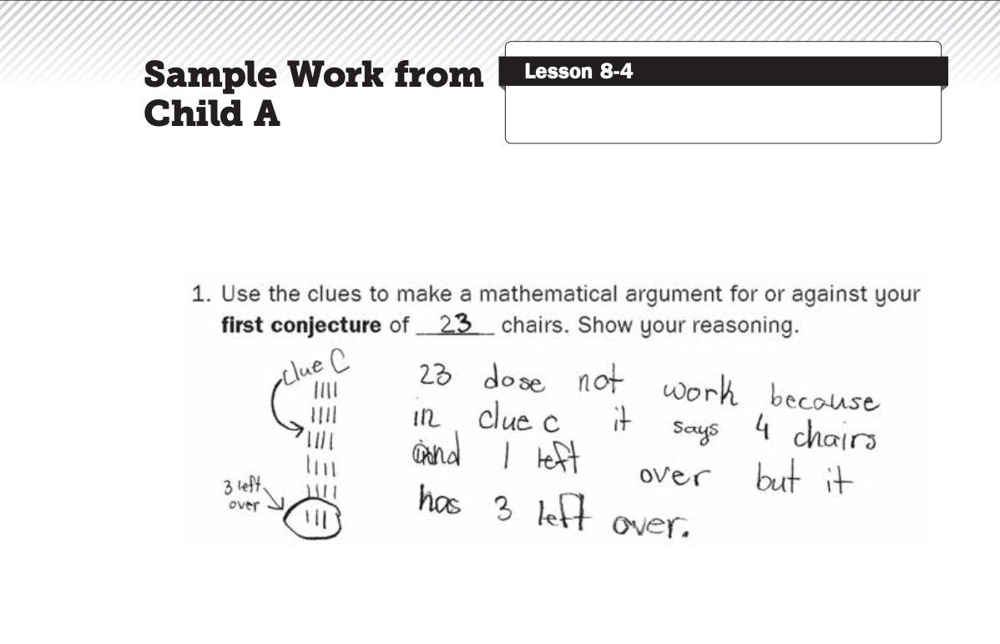 Sample Work from
Child A
Lesson 8-4
1. Use the clues to make a mathematical argument for or against your
first conjecture of 23 chairs. Show your reasoning.
clue C
3 left
over
23 dose not work because
in clue c it says 4 chairs
and 1 left over but it
has 3 left over.